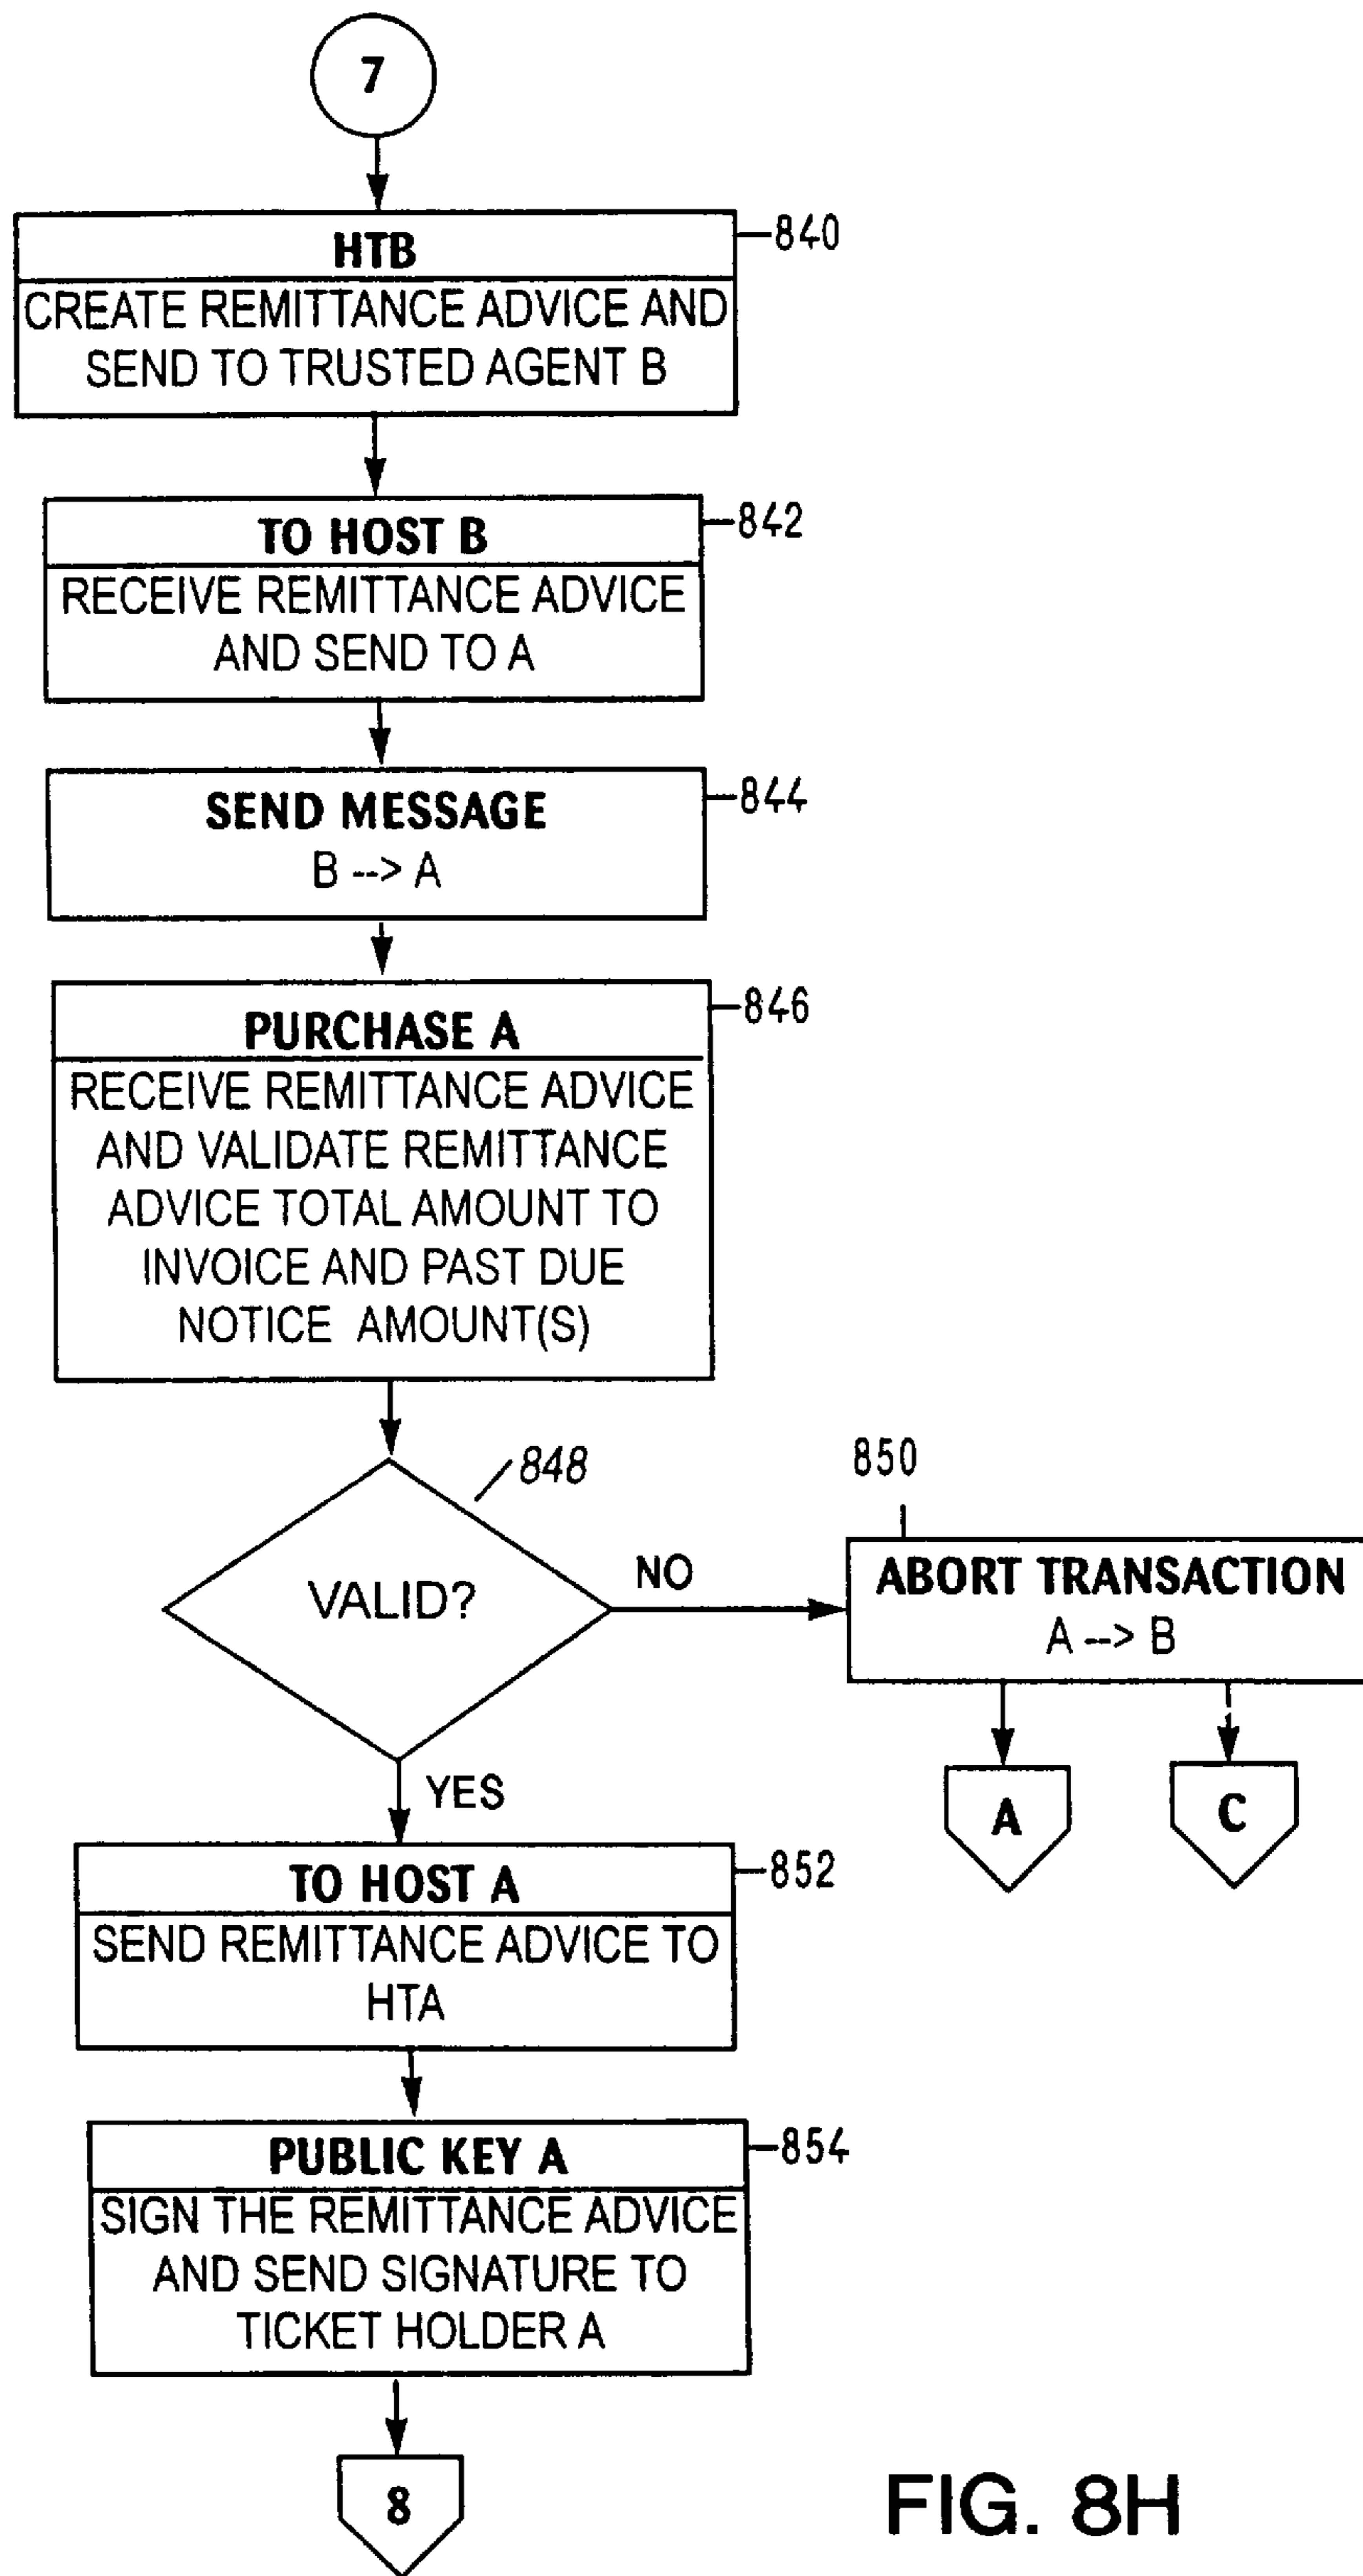 7
HTB
840
CREATE REMITTANCE ADVICE AND
SEND TO TRUSTED AGENT B
TO HOST B
842
RECEIVE REMITTANCE ADVICE
AND SEND TO A
SEND MESSAGE
844
B --> A
PURCHASE A
846
RECEIVE REMITTANCE ADVICE
AND VALIDATE REMITTANCE
ADVICE TOTAL AMOUNT TO
INVOICE AND PAST DUE
NOTICE AMOUNT(S)
848
VALID?
NO
850
ABORT TRANSACTION
A --> B
A
C
YES
TO HOST A
852
SEND REMITTANCE ADVICE TO
HTA
PUBLIC KEY A
854
SIGN THE REMITTANCE ADVICE
AND SEND SIGNATURE TO
TICKET HOLDER A
8
FIG. 8H